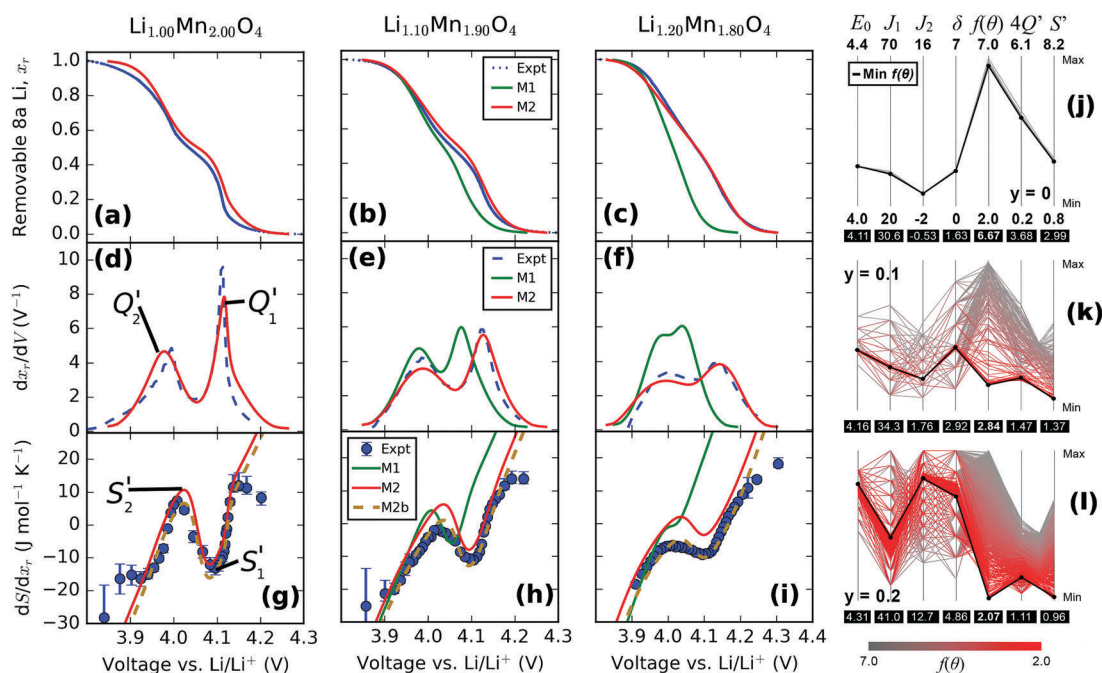 Li1.00Mn2.00O4
Li1.10Mn1.90O4
Li1.20Mn1.80O4
Removable 8a Li, xr
1.0
0.8
0.6
0.4
0.2
0.0
(a)
Expt
M1
M2
(b)
(c)
dxr/dV (V−1)
10
8
6
4
2
0
(d)
Q'2
Q'1
(e)
Expt
M1
M2
(f)
dS/dxr (J mol−1 K−1)
20
10
0
−10
−20
−30
S'2
S'1
(g)
Expt
M1
M2
M2b
(h)
(i)
3.9 4.0 4.1 4.2 4.3
Voltage vs. Li/Li+ (V)
3.9 4.0 4.1 4.2 4.3
Voltage vs. Li/Li+ (V)
3.9 4.0 4.1 4.2 4.3 4.4
Voltage vs. Li/Li+ (V)
E0 J1 J2 δ f(θ) 4Q' S'
4.4 70 16 7 7.0 6.1 8.2
Min f(θ)
Max
(j)
y = 0
Min
4.0 20 -2 0 2.0 0.2 0.8
4.11 30.6 -0.53 1.63 6.67 3.68 2.99
y = 0.1
Max
(k)
Min
4.16 34.3 1.76 2.92 2.84 1.47 1.37
Max
(l)
y = 0.2
Min
4.31 41.0 12.7 4.86 2.07 1.11 0.96
7.0 f(θ) 2.0